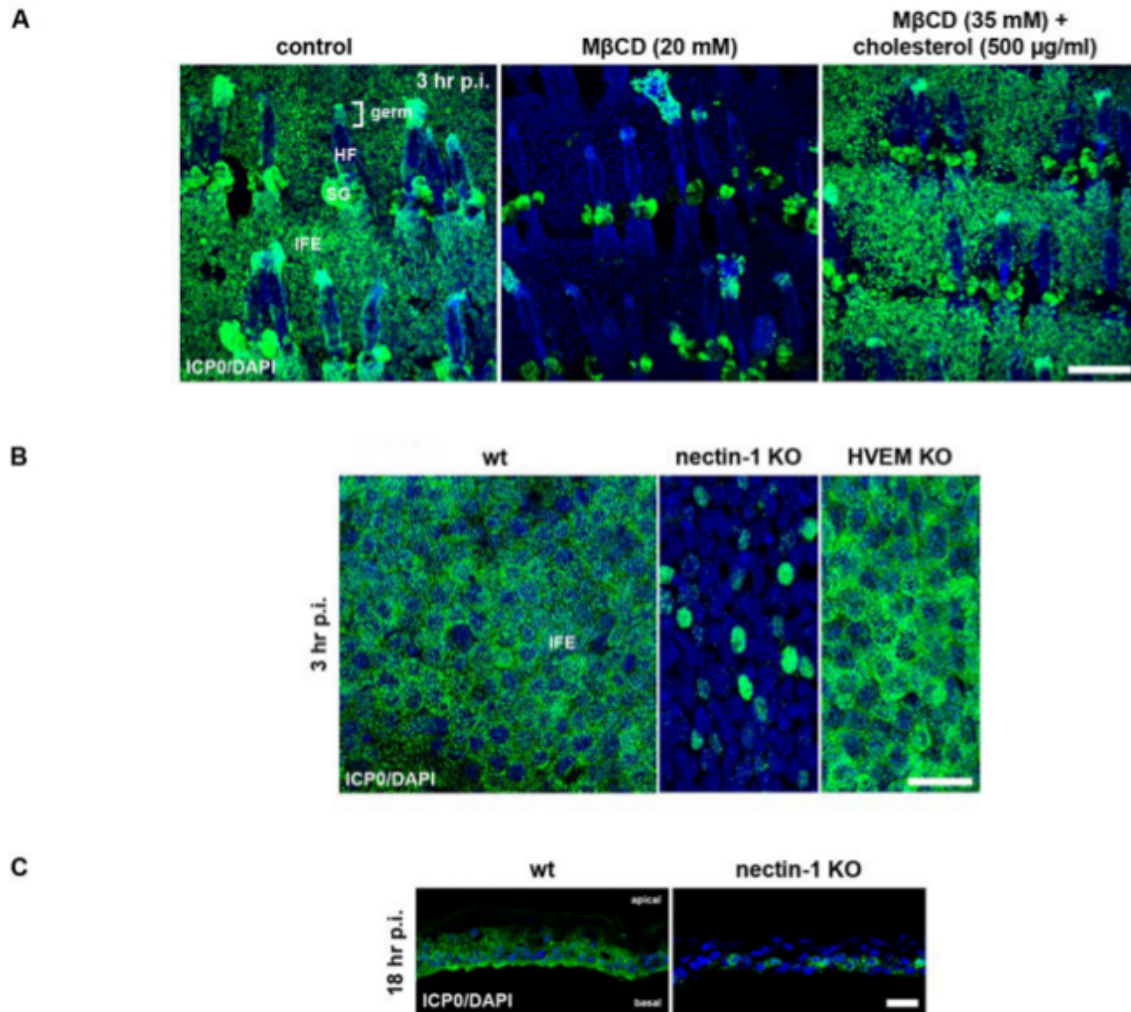 A
control
MβCD (20 mM)
MβCD (35 mM) +
cholesterol (500 µg/ml)
3 hr p.i.
germ
HF
SG
IFE
ICP0/DAPI
B
wt
nectin-1 KO
HVEM KO
3 hr p.i.
IFE
ICP0/DAPI
C
wt
nectin-1 KO
18 hr p.i.
apical
ICP0/DAPI
basal